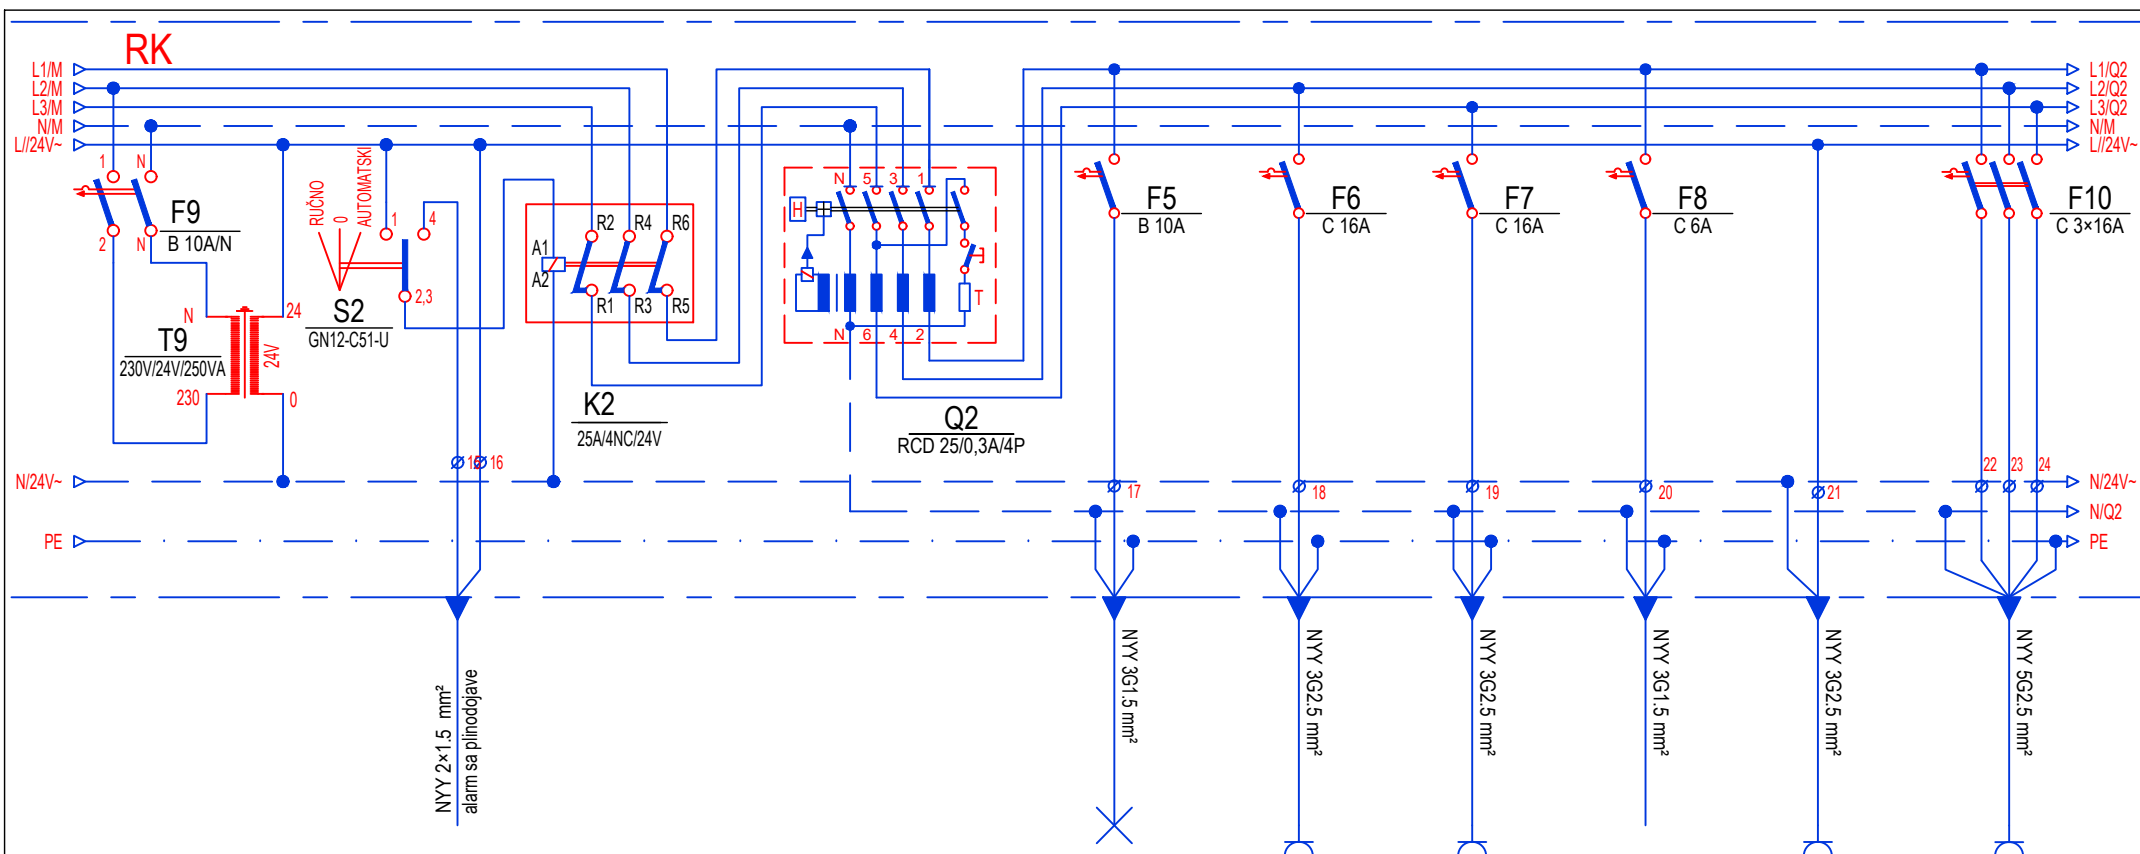 RK
L1/M
L2/M
L3/M
N/M
L//24V~
L1/Q2
L2/Q2
L3/Q2
N/M
L//24V~
1
N
2
N
F9
B 10A/N
RUČNO
0
AUTOMATSKI
1
4
2,3
S2
GN12-C51-U
N
24
T9
230V/24V/250VA
24V
230
0
A1
A2
R2
R4
R6
R1
R3
R5
K2
25A/4NC/24V
N
5
3
1
H
T
N
6
4
2
Q2
RCD 25/0,3A/4P
F5
B 10A
F6
C 16A
F7
C 16A
F8
C 6A
F10
C 3×16A
N/24V~
15
16
17
18
19
20
21
22
23
24
N/24V~
N/Q2
PE
PE
NYY 2×1.5 mm²
alarm sa plinodojave
NYY 3G1.5 mm²
NYY 3G2.5 mm²
NYY 3G2.5 mm²
NYY 3G1.5 mm²
NYY 3G2.5 mm²
NYY 5G2.5 mm²